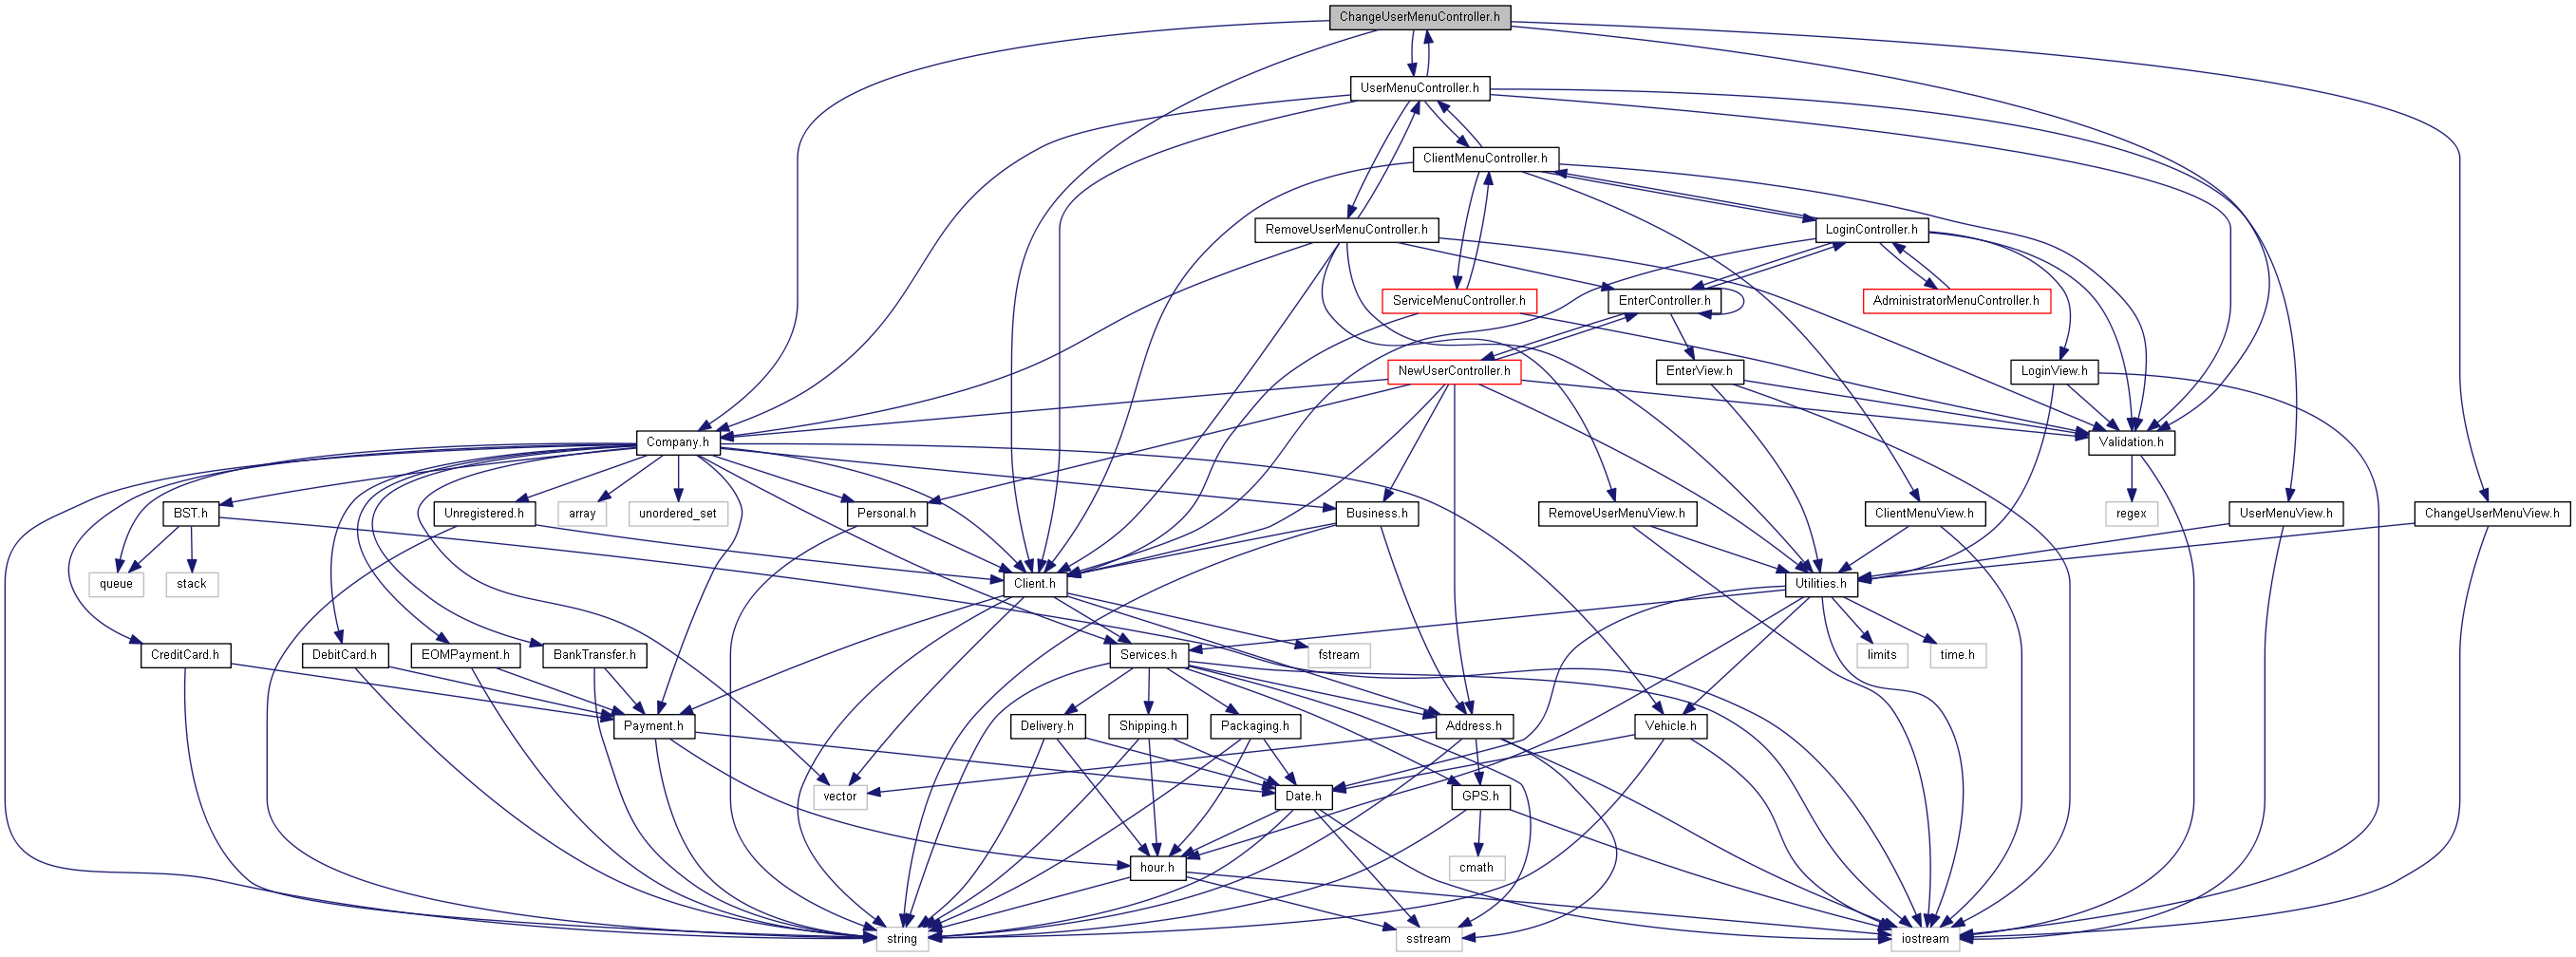 ChangeUserMenuController.h
UserMenuController.h
ClientMenuController.h
RemoveUserMenuController.h
LoginController.h
ServiceMenuController.h
EnterController.h
AdministratorMenuController.h
NewUserController.h
EnterView.h
LoginView.h
Company.h
Validation.h
BST.h
Unregistered.h
array
unordered_set
Personal.h
Business.h
RemoveUserMenuView.h
ClientMenuView.h
regex
UserMenuView.h
ChangeUserMenuView.h
queue
stack
Client.h
Utilities.h
CreditCard.h
DebitCard.h
EOMPayment.h
BankTransfer.h
Services.h
fstream
limits
time.h
Payment.h
Delivery.h
Shipping.h
Packaging.h
Address.h
Vehicle.h
vector
Date.h
GPS.h
hour.h
cmath
string
sstream
iostream